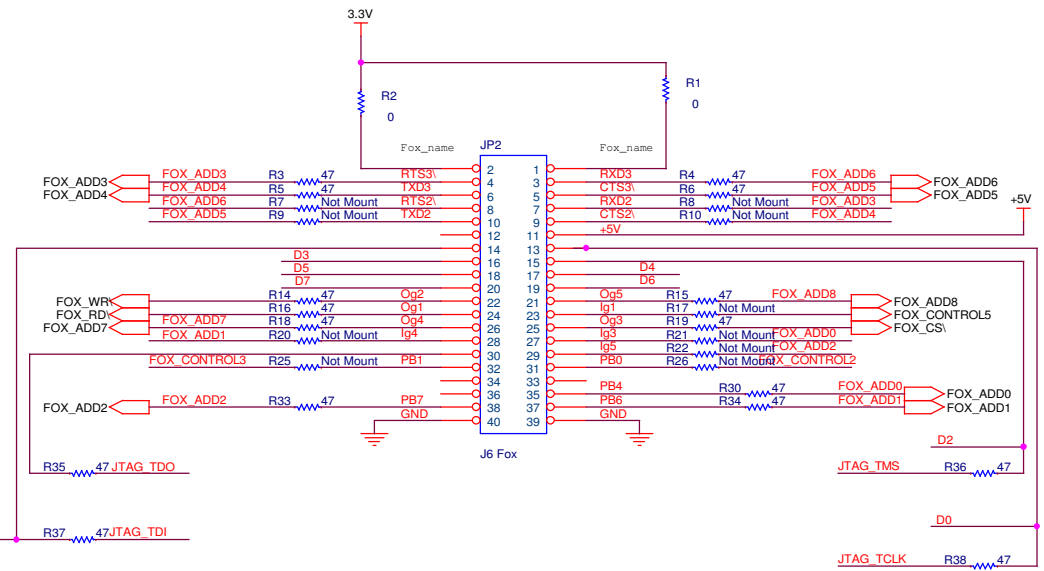 3.3V
R2
0
R1
0
Fox_name JP2 Fox_name
2 1
FOX_ADD3 FOX_ADD3 R3 47 RTS3\ 4 3 RXD3 R4 47 FOX_ADD6 FOX_ADD6
FOX_ADD4 FOX_ADD4 R5 47 TXD3 6 5 CTS3\ R6 47 FOX_ADD5 FOX_ADD5
FOX_ADD6 R7 Not Mount RTS2\ 8 7 RXD2 R8 Not Mount FOX_ADD3 +5V
FOX_ADD5 R9 Not Mount TXD2 10 9 CTS2\ R10 Not Mount FOX_ADD4
12 11 +5V
14 13
D3 16 15
D5 18 17 D4
D7 20 19 D6
FOX_WR\ R14 47 Og2 22 21 Og5 R15 47 FOX_ADD8 FOX_ADD8
FOX_RD\ R16 47 Og1 24 23 Ig1 R17 Not Mount FOX_CONTROL5
FOX_ADD7 FOX_ADD7 R18 47 Og4 26 25 Og3 R19 47 FOX_CS\
FOX_ADD1 R20 Not Mount Ig4 28 27 Ig3 R21 Not Mount FOX_ADD0
30 29 Ig5 R22 Not Mount FOX_ADD2
FOX_CONTROL3 R25 Not Mount PB1 32 31 PB0 R26 Not Mount FOX_CONTROL2
34 33
36 35 PB4 R30 47 FOX_ADD0 FOX_ADD0
FOX_ADD2 FOX_ADD2 R33 47 PB7 38 37 PB6 R34 47 FOX_ADD1 FOX_ADD1
GND 40 39 GND
J6 Fox
D2
R35 47 JTAG_TDO JTAG_TMS R36 47
D0
R37 47 JTAG_TDI
JTAG_TCLK R38 47